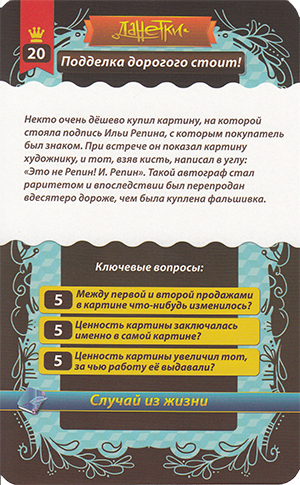 ДАНЕТКИ
20
Подделка дорогого стоит!
Некто очень дёшево купил картину, на которой
стояла подпись Ильи Репина, с которым покупатель
был знаком. При встрече он показал картину
художнику, и тот, взяв кисть, написал в углу:
«Это не Репин! И. Репин». Такой автограф стал
раритетом и впоследствии был перепродан
вдесятеро дороже, чем была куплена фальшивка.
Ключевые вопросы:
5
Между первой и второй продажами
в картине что-нибудь изменилось?
5
Ценность картины заключалась
именно в самой картине?
5
Ценность картины увеличил тот,
за чью работу её выдавали?
Случай из жизни